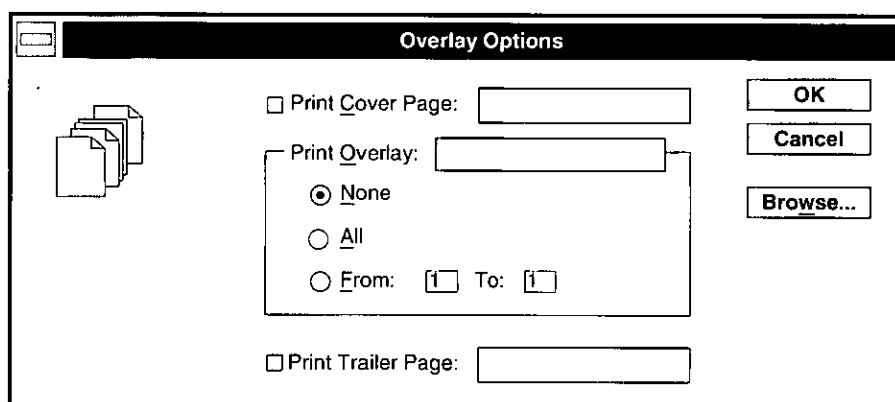 Overlay Options
Print Cover Page:
OK
Cancel
Print Overlay:
None
Browse...
All
From: 1 To: 1
Print Trailer Page: